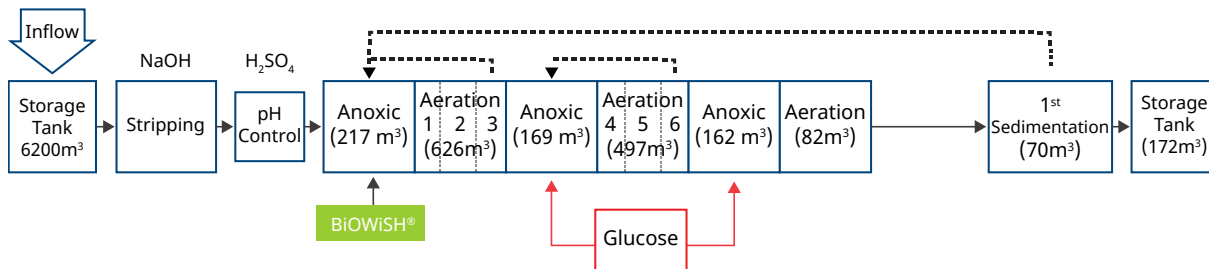 Inflow
NaOH
H₂SO₄
Storage
Tank
6200m³
Stripping
pH
Control
Anoxic
(217 m³)
Aeration
1 2 3
(626m³)
Anoxic
(169 m³)
Aeration
4 5 6
(497m³)
Anoxic
(162 m³)
Aeration
(82m³)
1st
Sedimentation
(70m³)
Storage
Tank
(172m³)
BiOWiSH®
Glucose